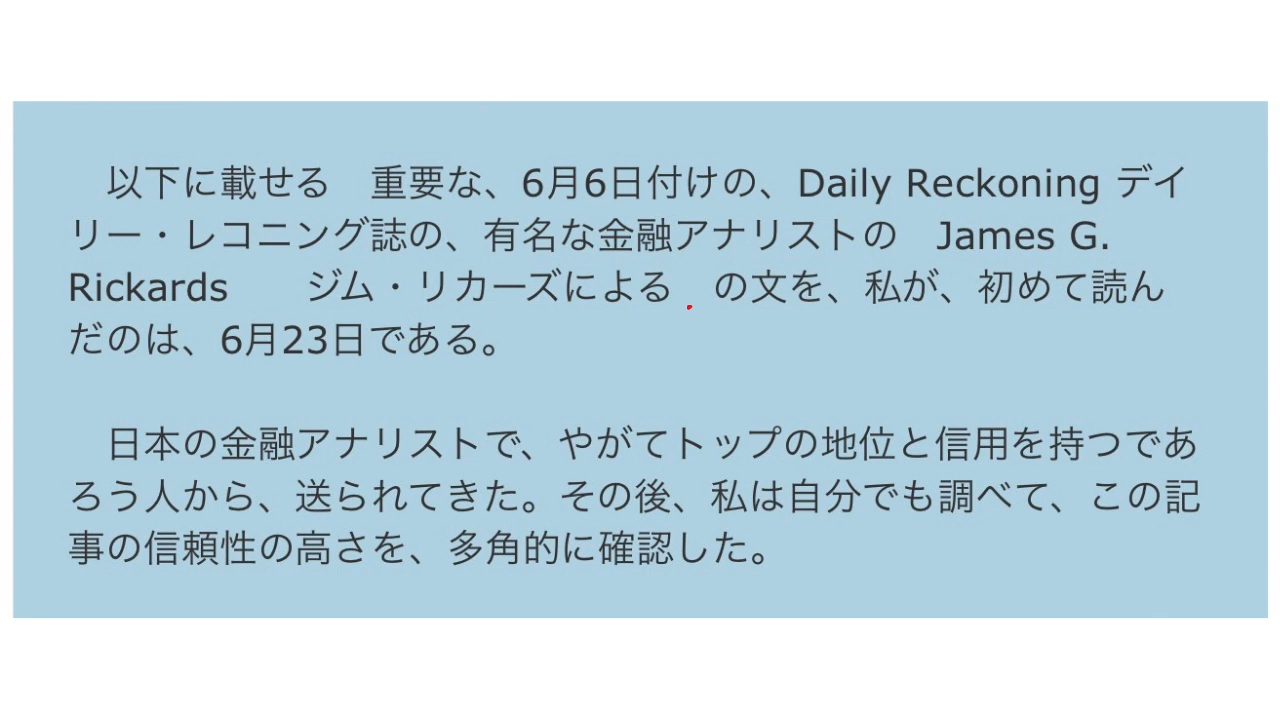 以下に載せる　重要な、6月6日付けの、Daily Reckoning デイ
リー・レコニング誌の、有名な金融アナリストの　James G.
Rickards　　ジム・リカーズによる　の文を、私が、初めて読ん
だのは、6月23日である。
日本の金融アナリストで、やがてトップの地位と信用を持つであ
ろう人から、送られてきた。その後、私は自分でも調べて、この記
事の信頼性の高さを、多角的に確認した。